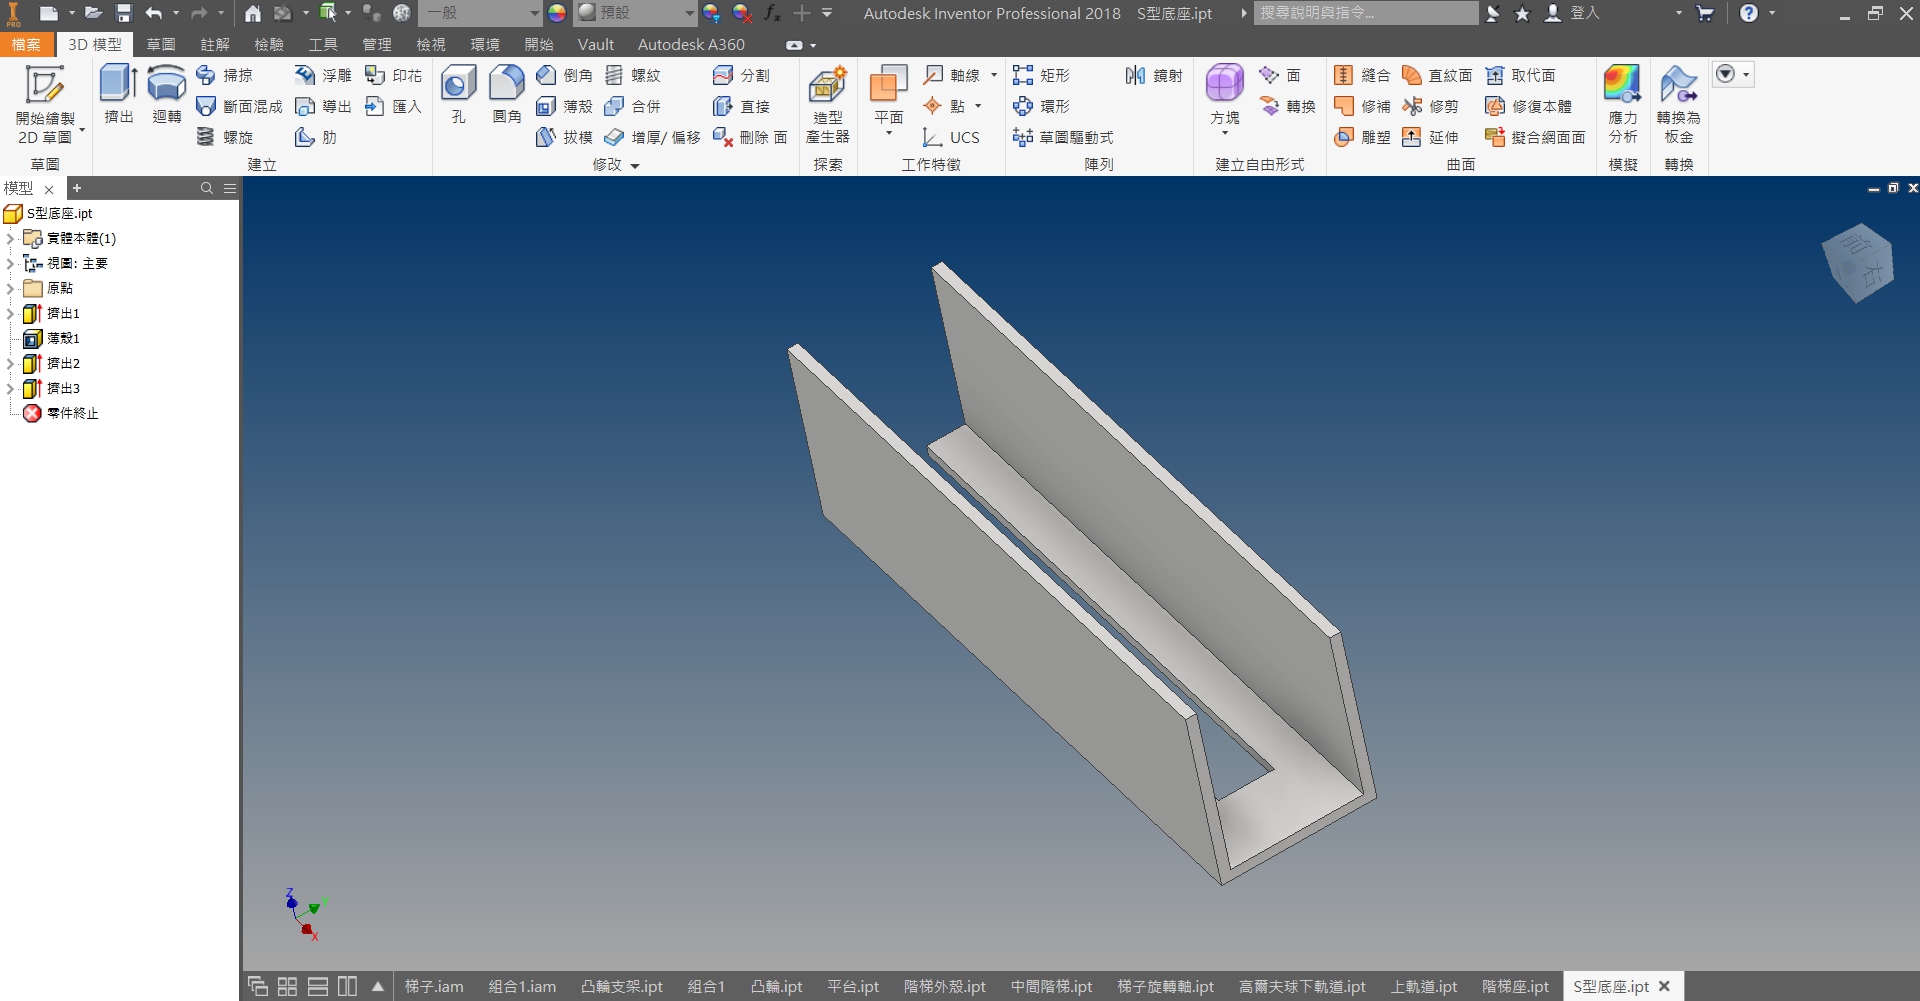 PRO 一般 預設 Autodesk Inventor Professional 2018 S型底座.ipt 搜尋說明與指令... 登入
檔案 3D 模型 草圖 註解 檢驗 工具 管理 檢視 環境 開始 Vault Autodesk A360
開始繪製
2D 草圖
草圖
擠出 迴轉
掃掠 浮雕 印花
斷面混成 導出 匯入
螺旋 肋
建立
孔 圓角
倒角 螺紋 分割
薄殼 合併 直接
拔模 增厚/ 偏移 刪除 面
修改
造型
產生器
探索
平面
軸線
點
UCS
工作特徵
矩形 鏡射
環形
草圖驅動式
陣列
方塊
面
轉換
建立自由形式
縫合 直紋面 取代面
修補 修剪 修復本體
雕塑 延伸 擬合網面面
曲面
應力
分析
模擬
轉換為
板金
轉換
模型
S型底座.ipt
實體本體(1)
視圖: 主要
原點
擠出1
薄殼1
擠出2
擠出3
零件終止
前 右
Z
Y
X
梯子.iam 組合1.iam 凸輪支架.ipt 組合1 凸輪.ipt 平台.ipt 階梯外殼.ipt 中間階梯.ipt 梯子旋轉軸.ipt 高爾夫球下軌道.ipt 上軌道.ipt 階梯座.ipt S型底座.ipt